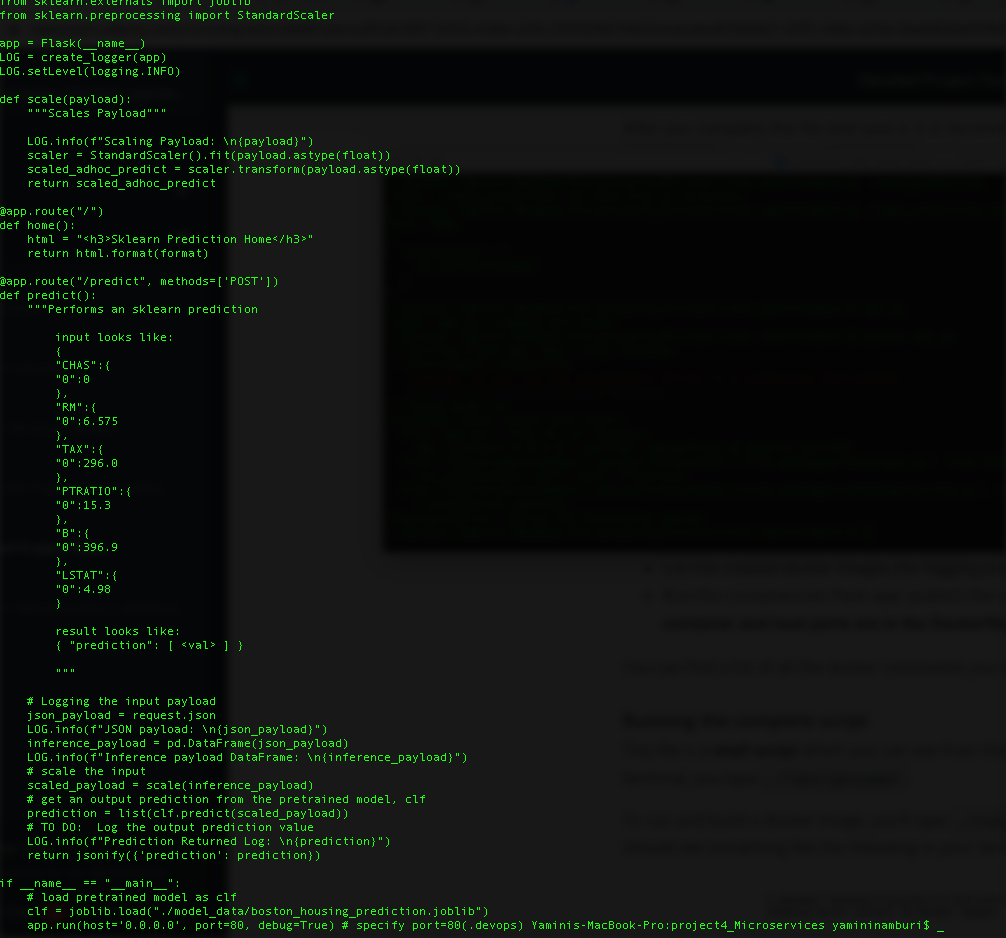 from sklearn.externals import joblib
from sklearn.preprocessing import StandardScaler
app = Flask(__name__)
LOG = create_logger(app)
LOG.setLevel(logging.INFO)
def scale(payload):
    """Scales Payload"""
    LOG.info(f"Scaling Payload: \n{payload}")
    scaler = StandardScaler().fit(payload.astype(float))
    scaled_adhoc_predict = scaler.transform(payload.astype(float))
    return scaled_adhoc_predict
@app.route("/")
def home():
    html = "<h3>Sklearn Prediction Home</h3>"
    return html.format(format)
@app.route("/predict", methods=['POST'])
def predict():
    """Performs an sklearn prediction
        input looks like:
        {
        "CHAS":{
        "0":0
        },
        "RM":{
        "0":6.575
        },
        "TAX":{
        "0":296.0
        },
        "PTRATIO":{
        "0":15.3
        },
        "B":{
        "0":396.9
        },
        "LSTAT":{
        "0":4.98
        }
        result looks like:
        { "prediction": [ <val> ] }
        """
    # Logging the input payload
    json_payload = request.json
    LOG.info(f"JSON payload: \n{json_payload}")
    inference_payload = pd.DataFrame(json_payload)
    LOG.info(f"Inference payload DataFrame: \n{inference_payload}")
    # scale the input
    scaled_payload = scale(inference_payload)
    # get an output prediction from the pretrained model, clf
    prediction = list(clf.predict(scaled_payload))
    # TO DO:  Log the output prediction value
    LOG.info(f"Prediction Returned Log: \n{prediction}")
    return jsonify({'prediction': prediction})
if __name__ == "__main__":
    # load pretrained model as clf
    clf = joblib.load("./model_data/boston_housing_prediction.joblib")
    app.run(host='0.0.0.0', port=80, debug=True) # specify port=80(.devops) Yaminis-MacBook-Pro:project4_Microservices yamininamburi$ _